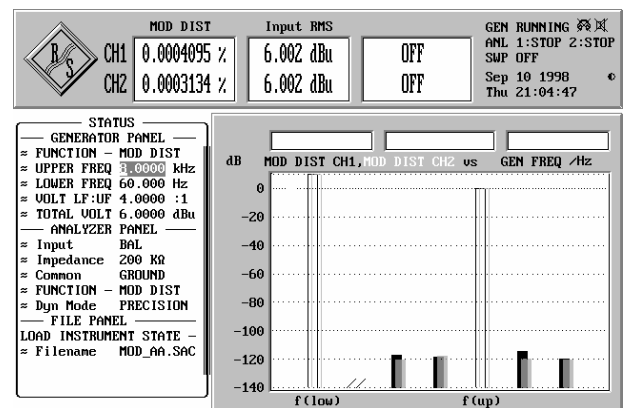 MOD DIST Input RMS
R/S
CH1 0.0004095 % 6.002 dBu OFF
CH2 0.0003134 % 6.002 dBu OFF
GEN RUNNING
ANL 1:STOP 2:STOP
SWP OFF
Sep 10 1998
Thu 21:04:47
STATUS
GENERATOR PANEL
≈ FUNCTION - MOD DIST
≈ UPPER FREQ 8.0000 kHz
≈ LOWER FREQ 60.000 Hz
≈ VOLT LF:UF 4.0000 :1
≈ TOTAL VOLT 6.0000 dBu
ANALYZER PANEL
≈ Input BAL
≈ Impedance 200 KΩ
≈ Common GROUND
≈ FUNCTION - MOD DIST
≈ Dyn Mode PRECISION
FILE PANEL
LOAD INSTRUMENT STATE -
≈ Filename MOD_AA.SAC
dB MOD DIST CH1,MOD DIST CH2 vs GEN FREQ /Hz
0
-20
-40
-60
-80
-100
-120
-140
f(low) f(up)